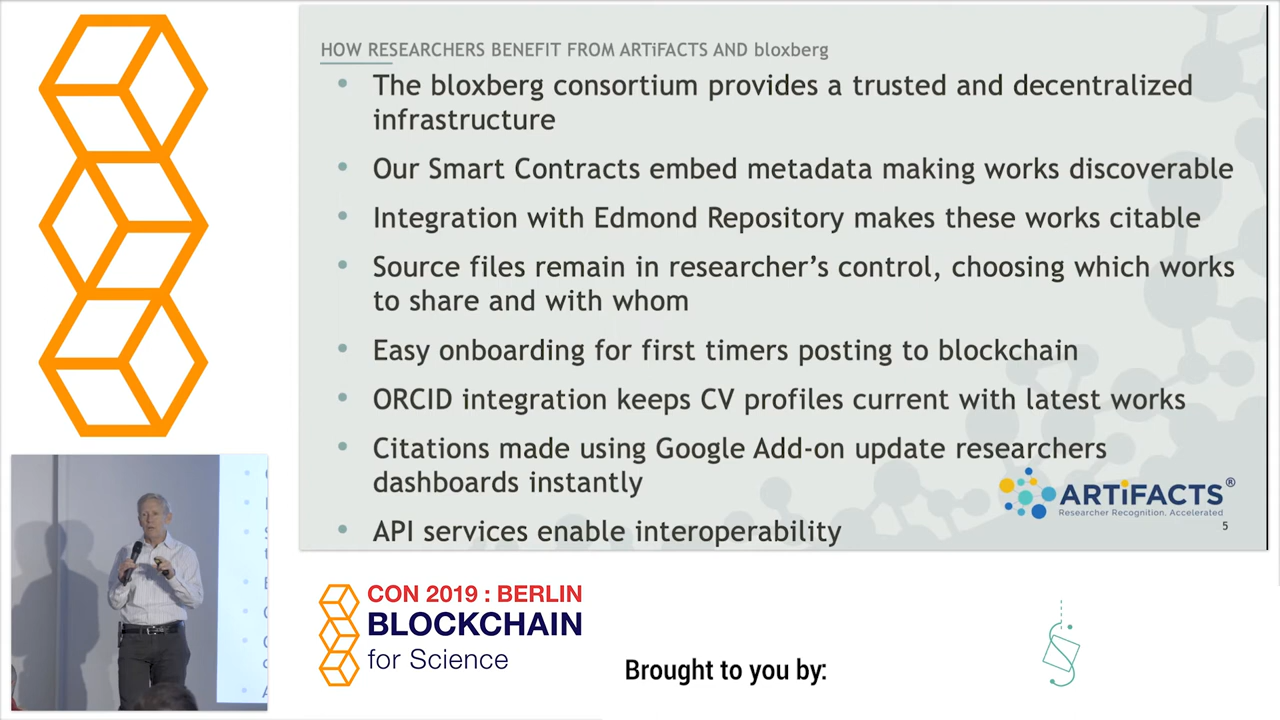 HOW RESEARCHERS BENEFIT FROM ARTiFACTS AND bloxberg
• The bloxberg consortium provides a trusted and decentralized
infrastructure
• Our Smart Contracts embed metadata making works discoverable
• Integration with Edmond Repository makes these works citable
• Source files remain in researcher’s control, choosing which works
to share and with whom
• Easy onboarding for first timers posting to blockchain
• ORCID integration keeps CV profiles current with latest works
• Citations made using Google Add-on update researchers
dashboards instantly
• API services enable interoperability
ARTiFACTS®
Researcher Recognition. Accelerated
5
CON 2019 : BERLIN
BLOCKCHAIN
for Science
Brought to you by: